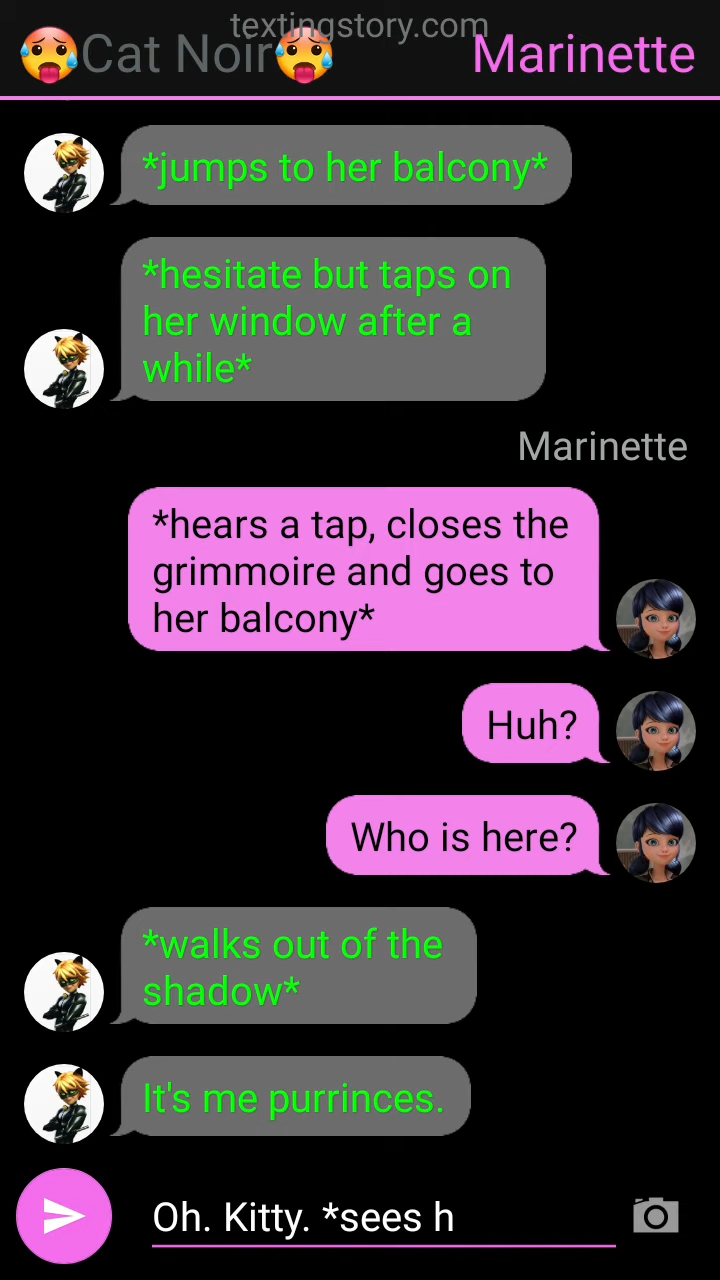 textingstory.com
🥵Cat Noir🥵 Marinette
*jumps to her balcony*
*hesitate but taps on
her window after a
while*
Marinette
*hears a tap, closes the
grimmoire and goes to
her balcony*
Huh?
Who is here?
*walks out of the
shadow*
It's me purrinces.
Oh. Kitty. *sees h